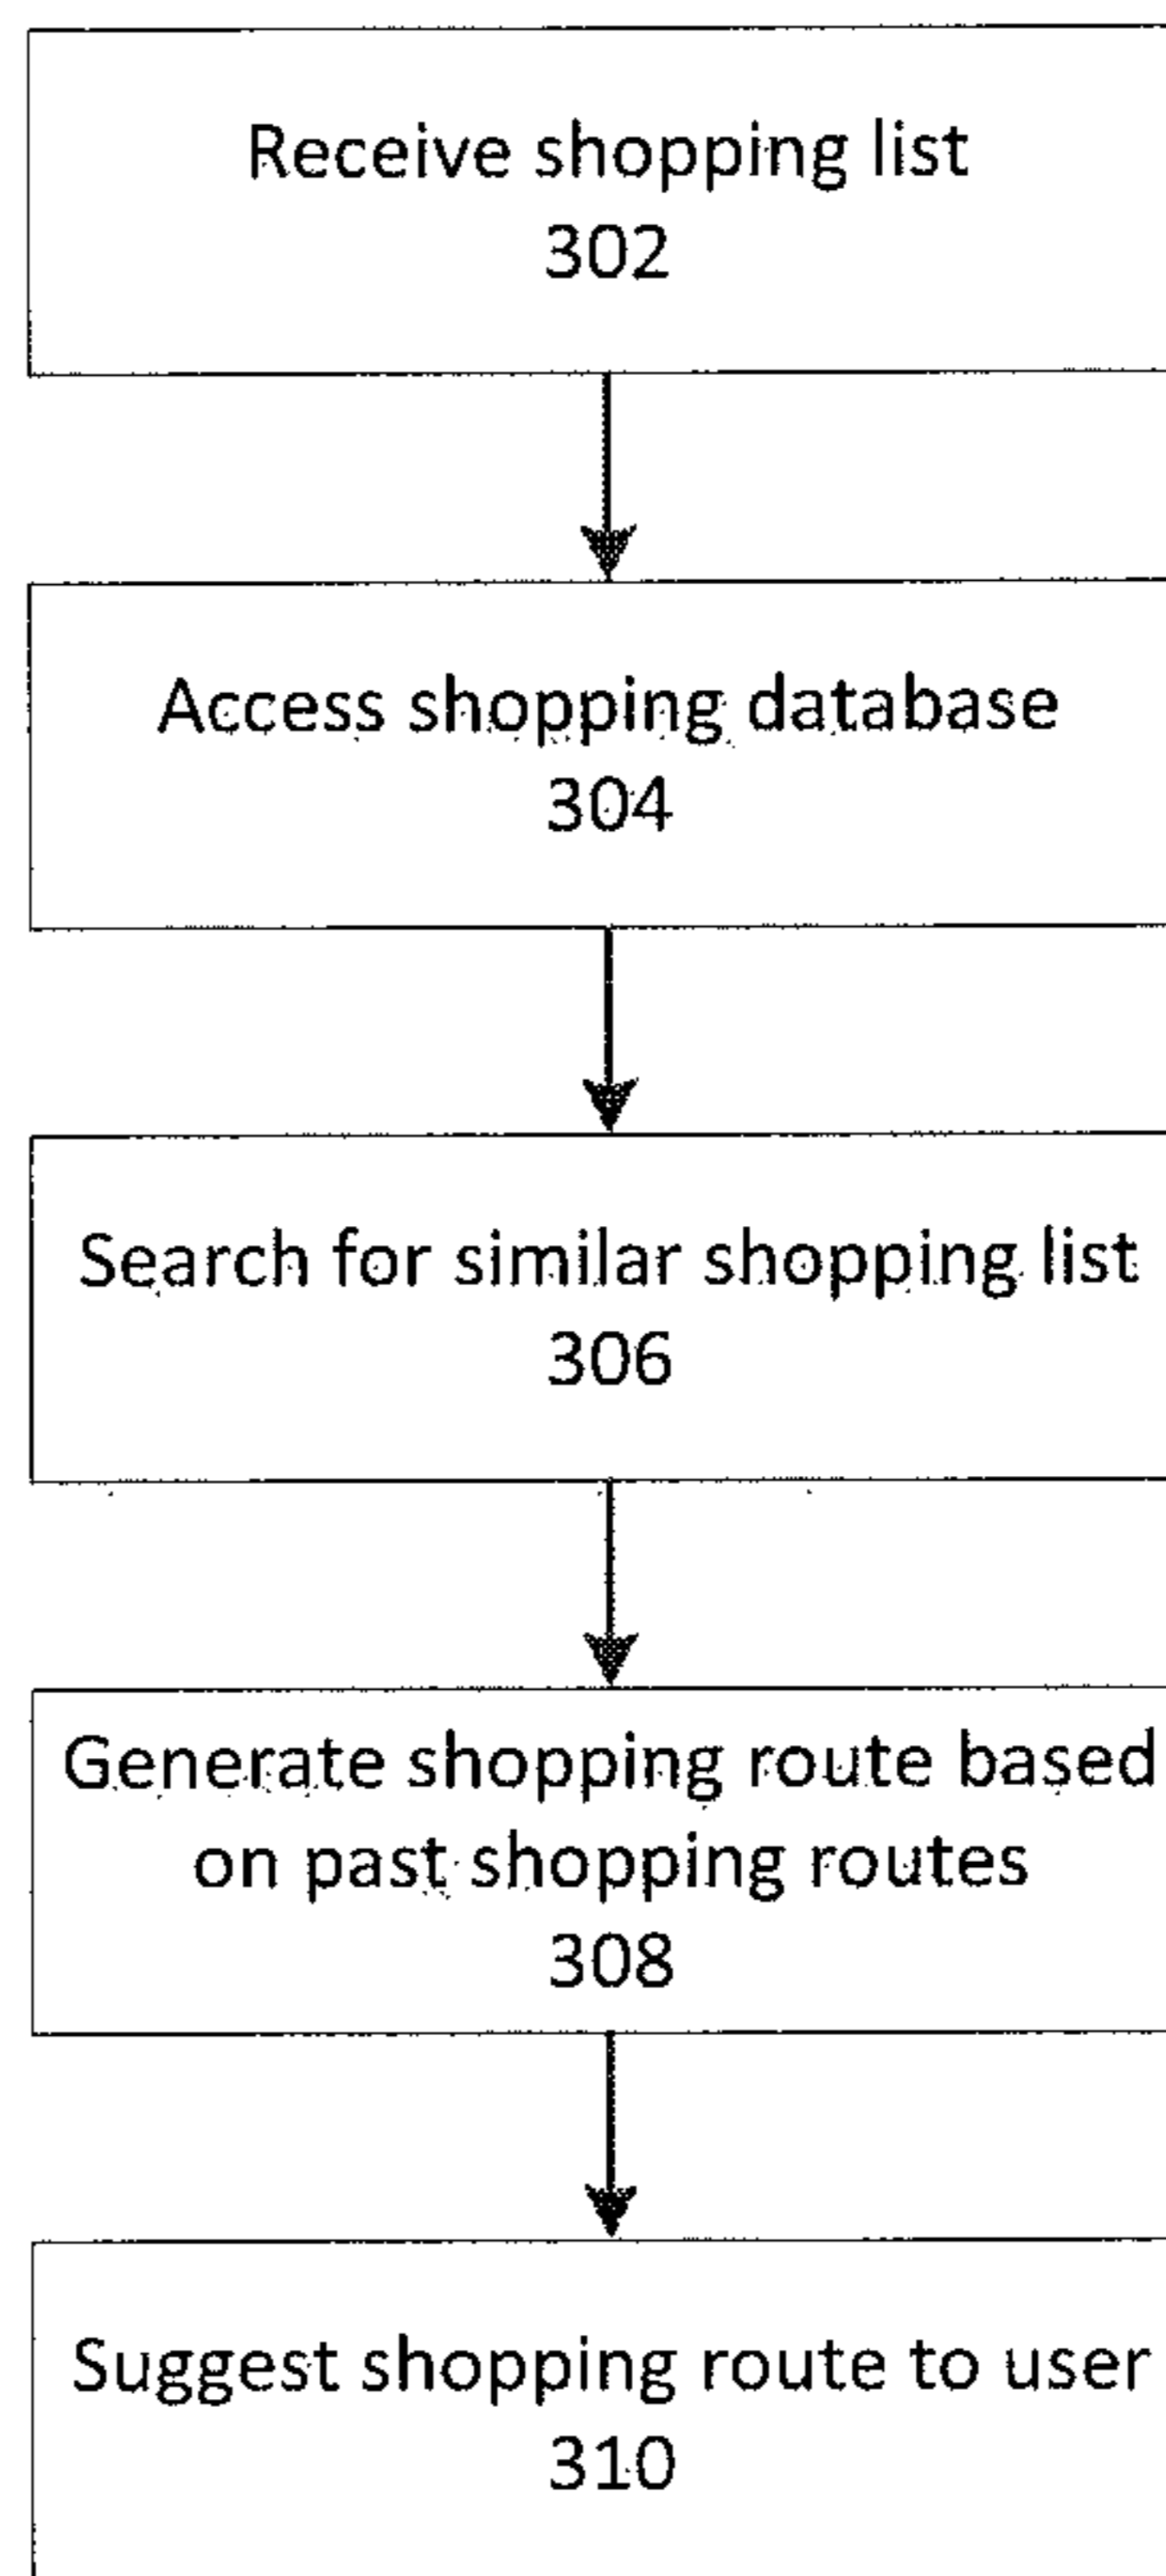 Receive shopping list
302
Access shopping database
304
Search for similar shopping list
306
Generate shopping route based
on past shopping routes
308
Suggest shopping route to user
310